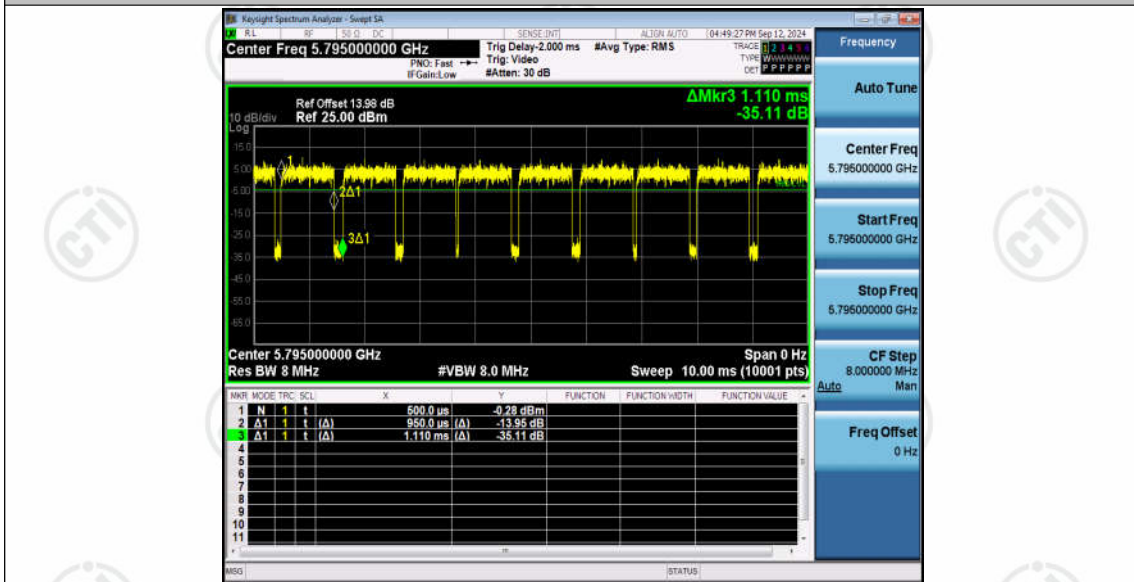 Keysight Spectrum Analyzer - Swept SA
RL RF 50 Ω DC SENSE:INT ALIGN AUTO 04:49:27 PM Sep 12, 2024
Center Freq 5.795000000 GHz
PNO: Fast
IFGain:Low
Trig Delay-2.000 ms
Trig: Video
#Atten: 30 dB
#Avg Type: RMS
TRACE 1 2 3 4 5 6
TYPE WWWWWW
DET P P P P P P
Frequency
Auto Tune
Center Freq
5.795000000 GHz
Start Freq
5.795000000 GHz
Stop Freq
5.795000000 GHz
CF Step
8.000000 MHz
Auto Man
Freq Offset
0 Hz
ΔMkr3 1.110 ms
-35.11 dB
Ref Offset 13.98 dB
10 dB/div Ref 25.00 dBm
Log
15.0
5.00
-5.00
-15.0
-25.0
-35.0
-45.0
-55.0
-65.0
1
2Δ1
3Δ1
Center 5.795000000 GHz Span 0 Hz
Res BW 8 MHz #VBW 8.0 MHz Sweep 10.00 ms (10001 pts)
MKR MODE TRC SCL X Y FUNCTION FUNCTION WIDTH FUNCTION VALUE
1 N 1 t 500.0 µs -0.28 dBm
2 Δ1 1 t (Δ) 950.0 µs (Δ) -13.95 dB
3 Δ1 1 t (Δ) 1.110 ms (Δ) -35.11 dB
4
5
6
7
8
9
10
11
MSG STATUS
CTI
CTI